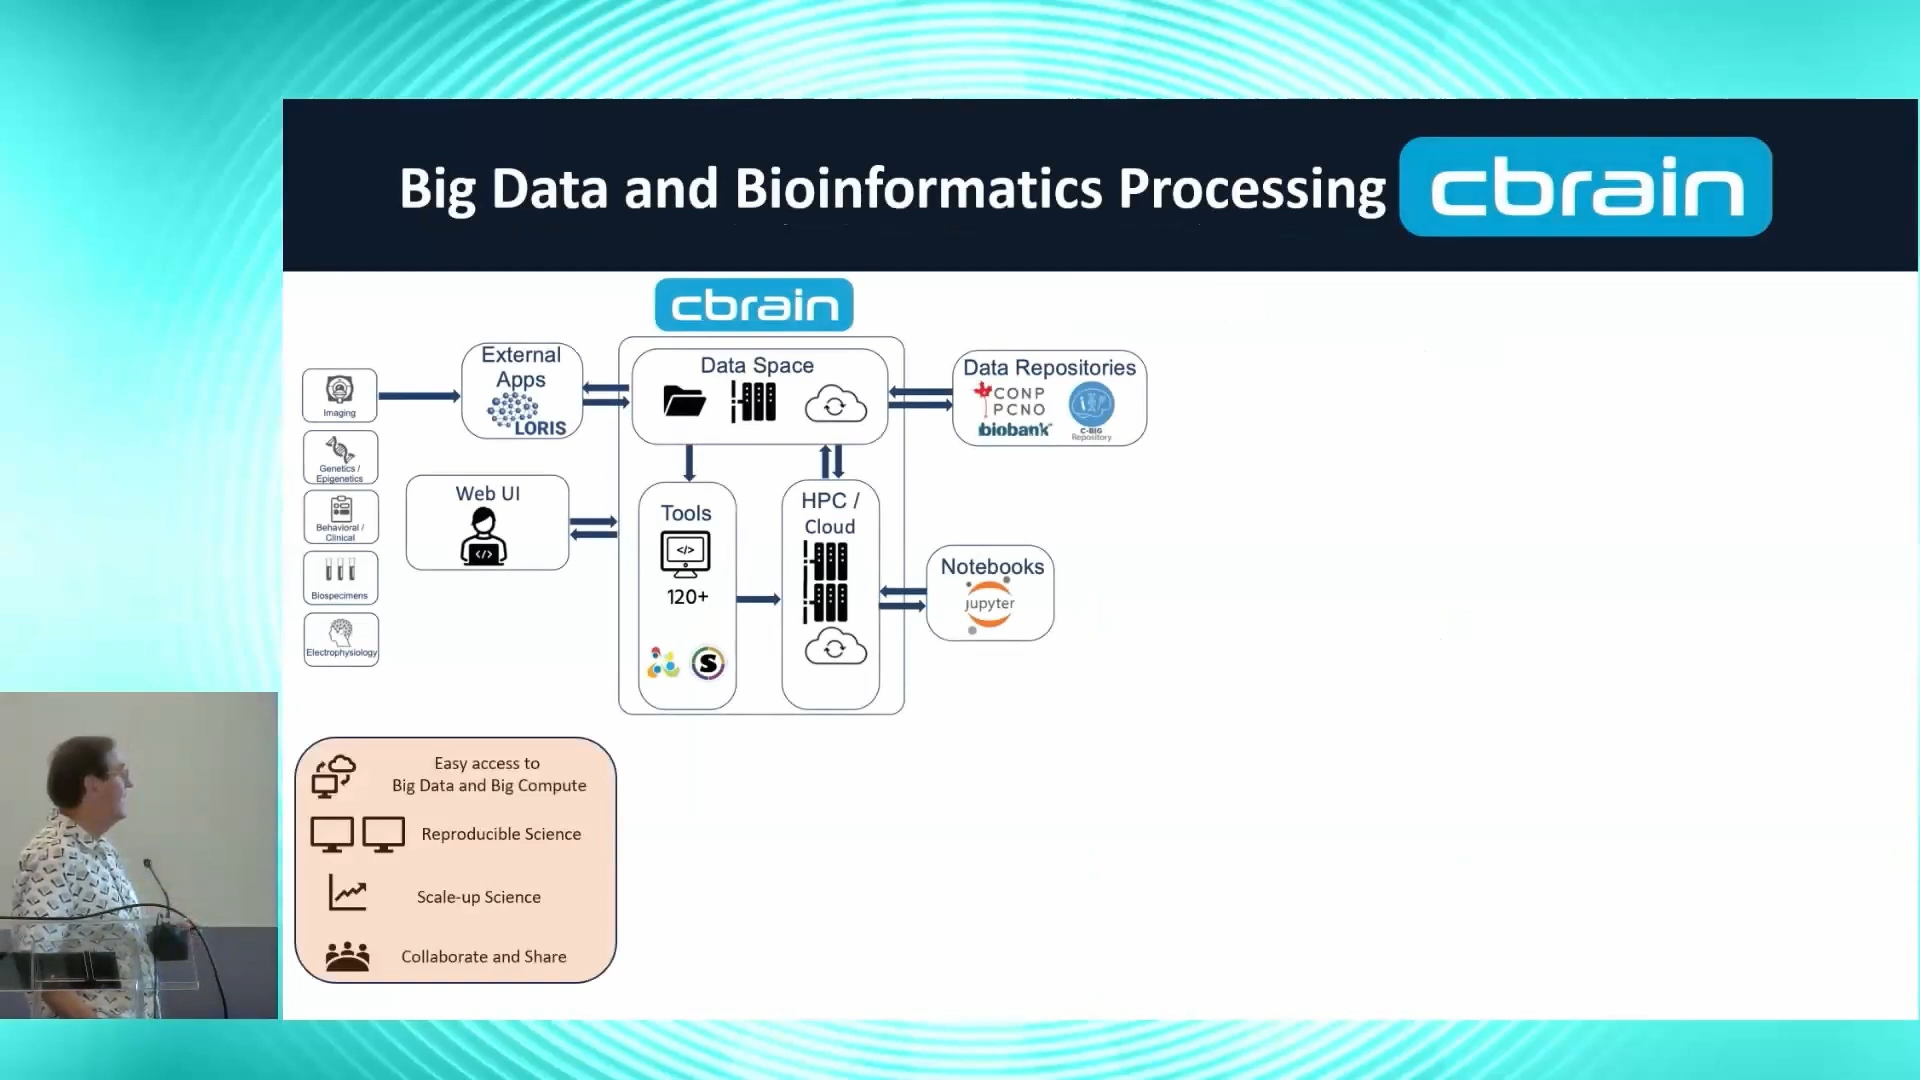 Big Data and Bioinformatics Processing cbrain
cbrain
Imaging
Genetics /
Epigenetics
Behavioral /
Clinical
Biospecimens
Electrophysiology
External
Apps
LORIS
Web UI
</>
Data Space
Tools
</>
120+
S
HPC /
Cloud
Data Repositories
CONP
PCNO
biobank
C-BIG
Repository
Notebooks
jupyter
Easy access to
Big Data and Big Compute
Reproducible Science
Scale-up Science
Collaborate and Share